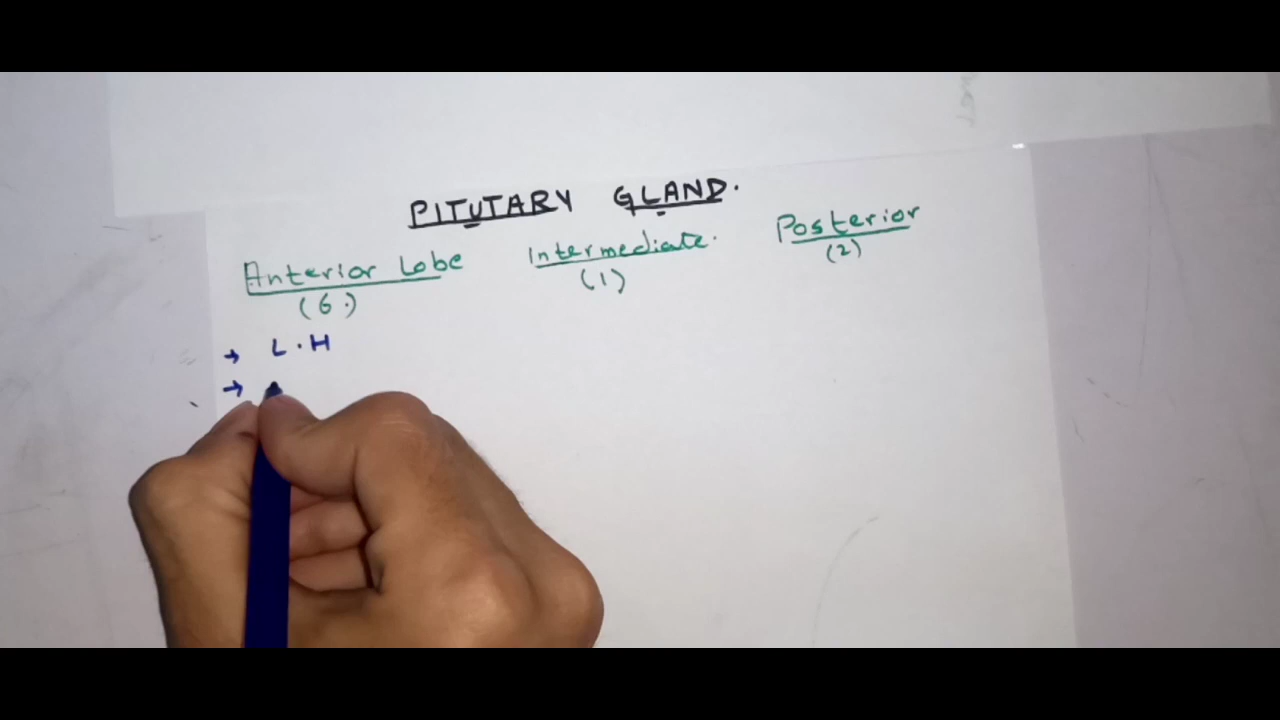 PITUTARY GLAND.
Anterior Lobe Intermediate. Posterior
(6.) (1) (2)
→ L.H
→